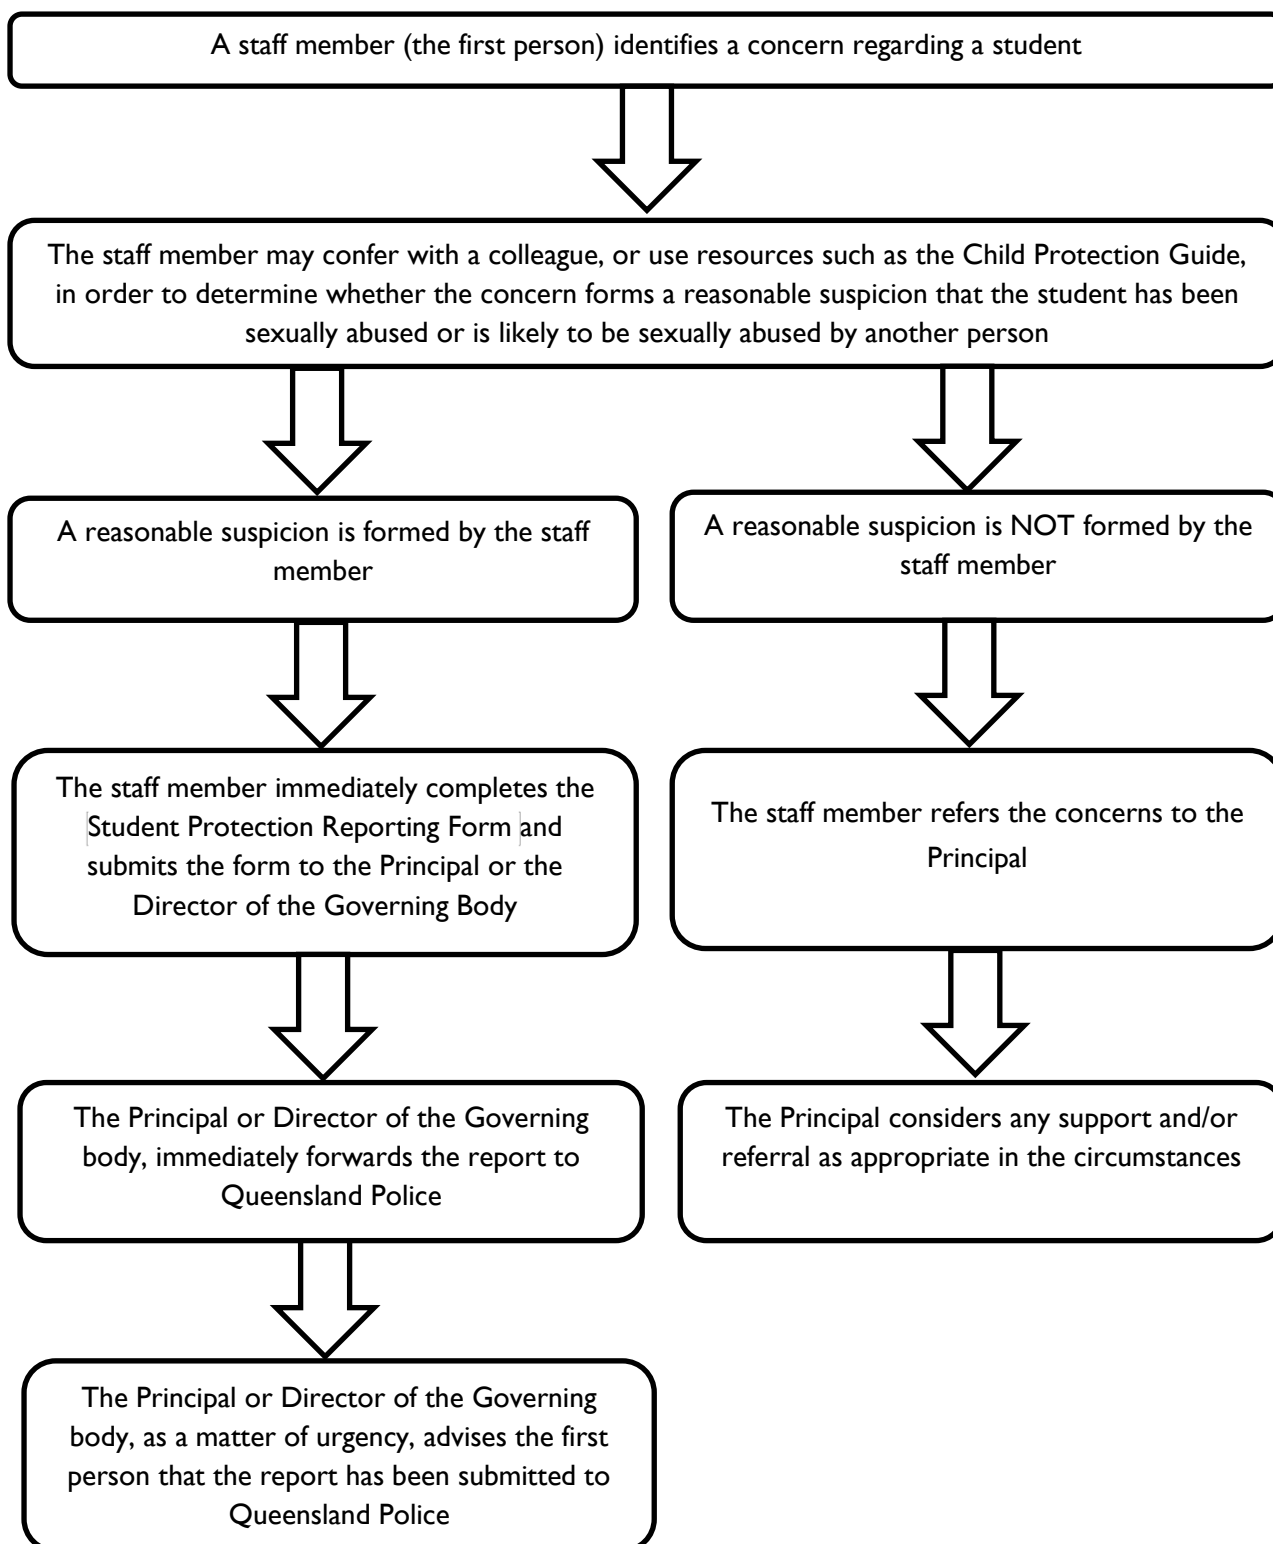 A staff member (the first person) identifies a concern regarding a student
The staff member may confer with a colleague, or use resources such as the Child Protection Guide,
in order to determine whether the concern forms a reasonable suspicion that the student has been
sexually abused or is likely to be sexually abused by another person
A reasonable suspicion is formed by the staff
member
A reasonable suspicion is NOT formed by the
staff member
The staff member immediately completes the
Student Protection Reporting Form and
submits the form to the Principal or the
Director of the Governing Body
The staff member refers the concerns to the
Principal
The Principal or Director of the Governing
body, immediately forwards the report to
Queensland Police
The Principal considers any support and/or
referral as appropriate in the circumstances
The Principal or Director of the Governing
body, as a matter of urgency, advises the first
person that the report has been submitted to
Queensland Police